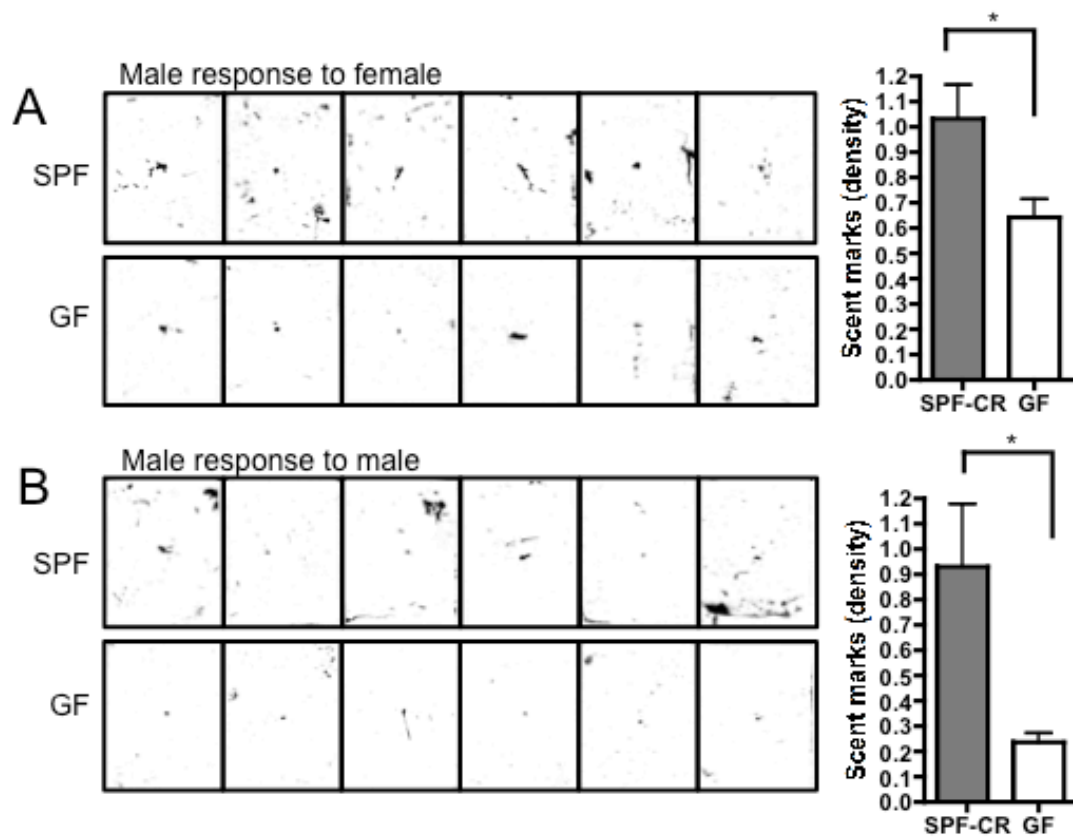 A
Male response to female
SPF
GF
*
Scent marks (density)
1.2
1.1
1.0
0.9
0.8
0.7
0.6
0.5
0.4
0.3
0.2
0.1
0.0
SPF-CR GF
B
Male response to male
SPF
GF
*
Scent marks (density)
1.2
1.1
1.0
0.9
0.8
0.7
0.6
0.5
0.4
0.3
0.2
0.1
0.0
SPF-CR GF